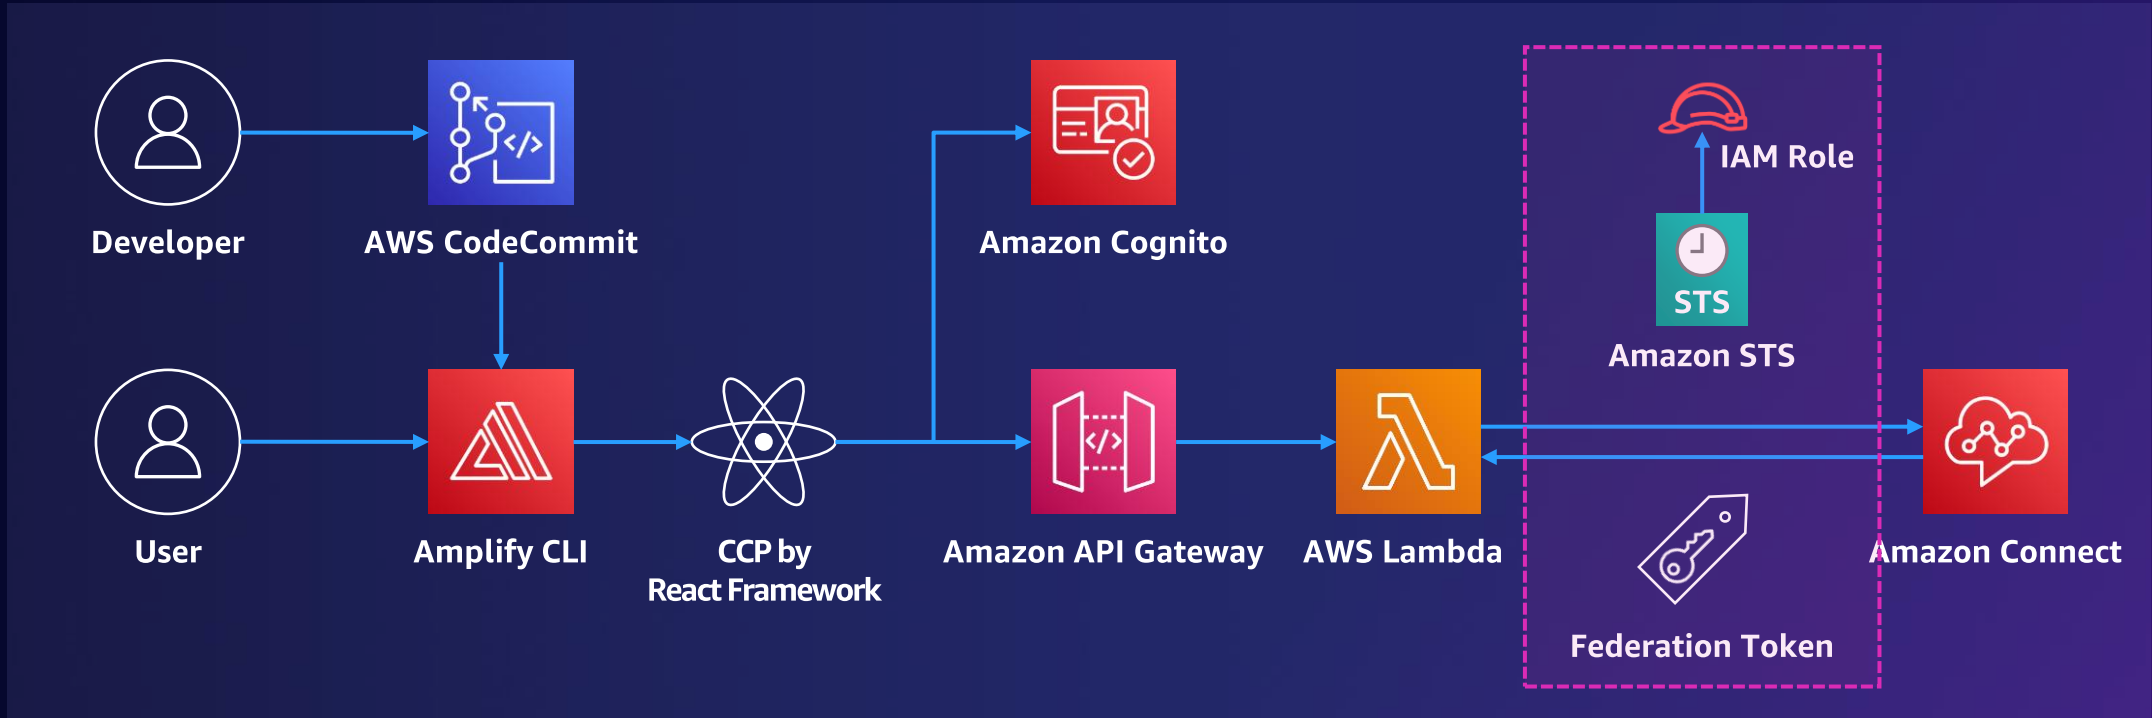 Developer
AWS CodeCommit
Amazon Cognito
IAM Role
STS
Amazon STS
User
Amplify CLI
CCP by
React Framework
</>
Amazon API Gateway
AWS Lambda
Amazon Connect
Federation Token